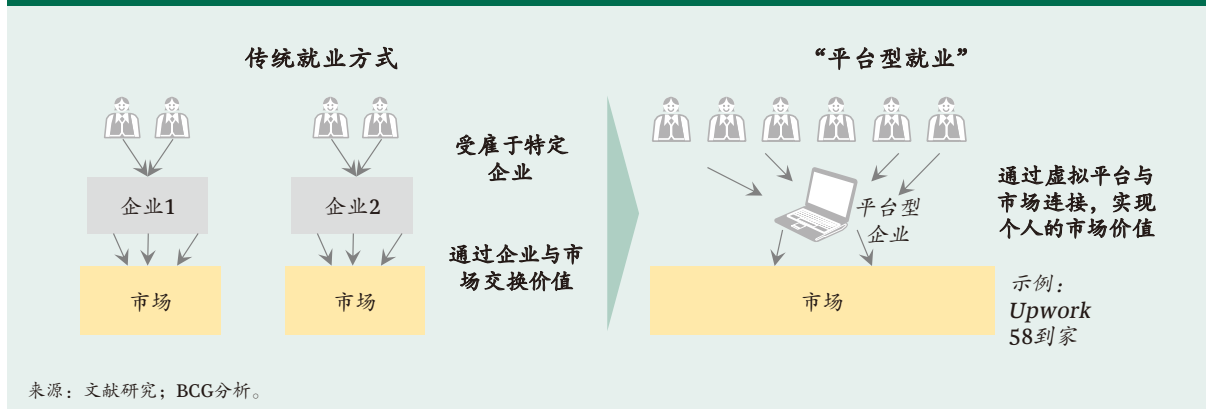 传统就业方式
受雇于特定
企业
企业1
企业2
通过企业与市
场交换价值
市场
市场
“平台型就业”
平台型
企业
通过虚拟平台与
市场连接，实现
个人的市场价值
市场
示例：
Upwork
58到家
来源：文献研究；BCG分析。